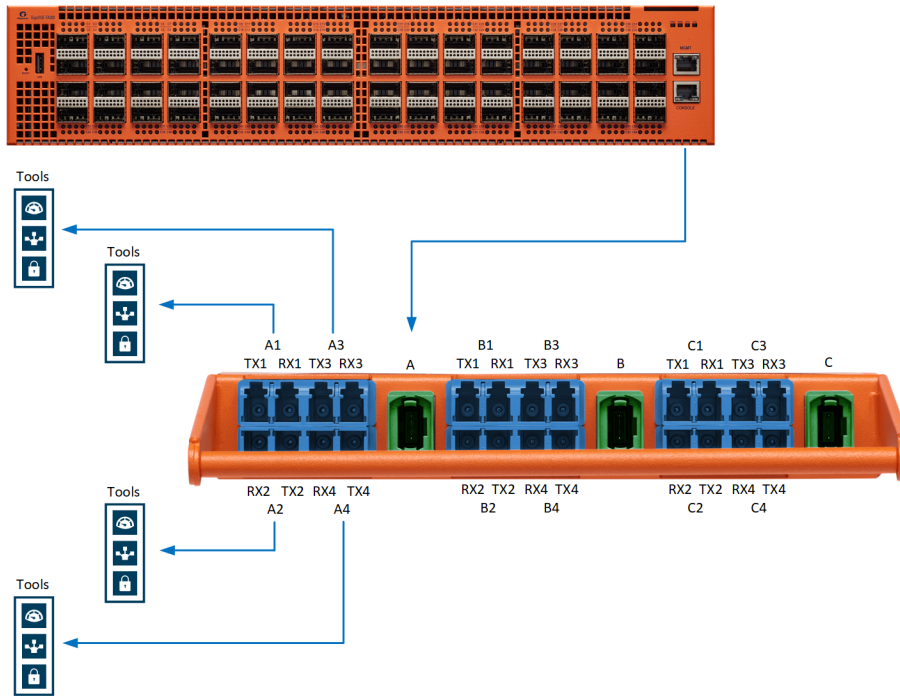 MGMT
CONSOLE
Tools
Tools
A1 A3
TX1 RX1 TX3 RX3
A
B1 B3
TX1 RX1 TX3 RX3
B
C1 C3
TX1 RX1 TX3 RX3
C
RX2 TX2 RX4 TX4
A2 A4
RX2 TX2 RX4 TX4
B2 B4
RX2 TX2 RX4 TX4
C2 C4
Tools
Tools